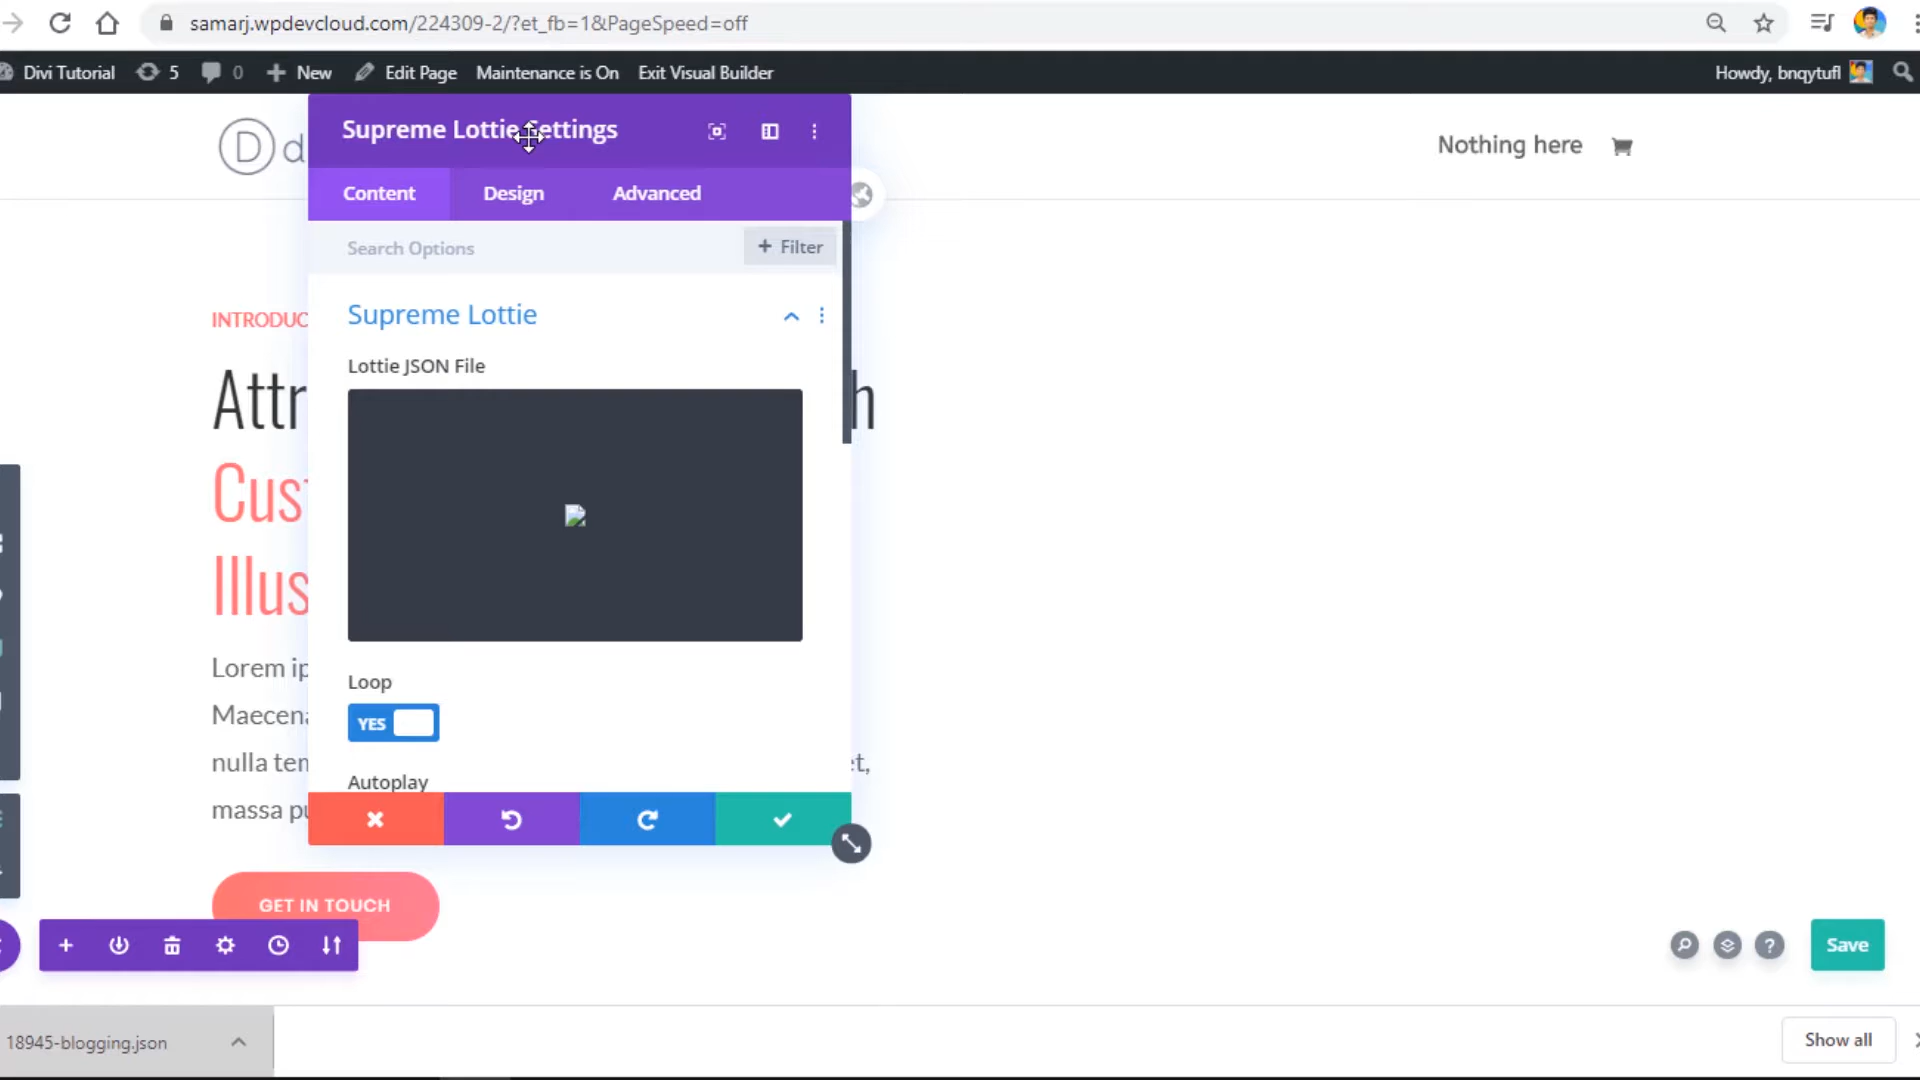 samarj.wpdevcloud.com/224309-2/?et_fb=1&PageSpeed=off
Divi Tutorial 5 0 New Edit Page Maintenance is On Exit Visual Builder Howdy, bnqytufl
D d
Supreme Lottie Settings
Nothing here
Content Design Advanced
Search Options + Filter
INTRODUC
Supreme Lottie
Lottie JSON File
Attr h
Cus
Illus
Lorem ip
Loop
Maecena
YES
nulla ten et,
Autoplay
massa pu
GET IN TOUCH
Save
18945-blogging.json
Show all